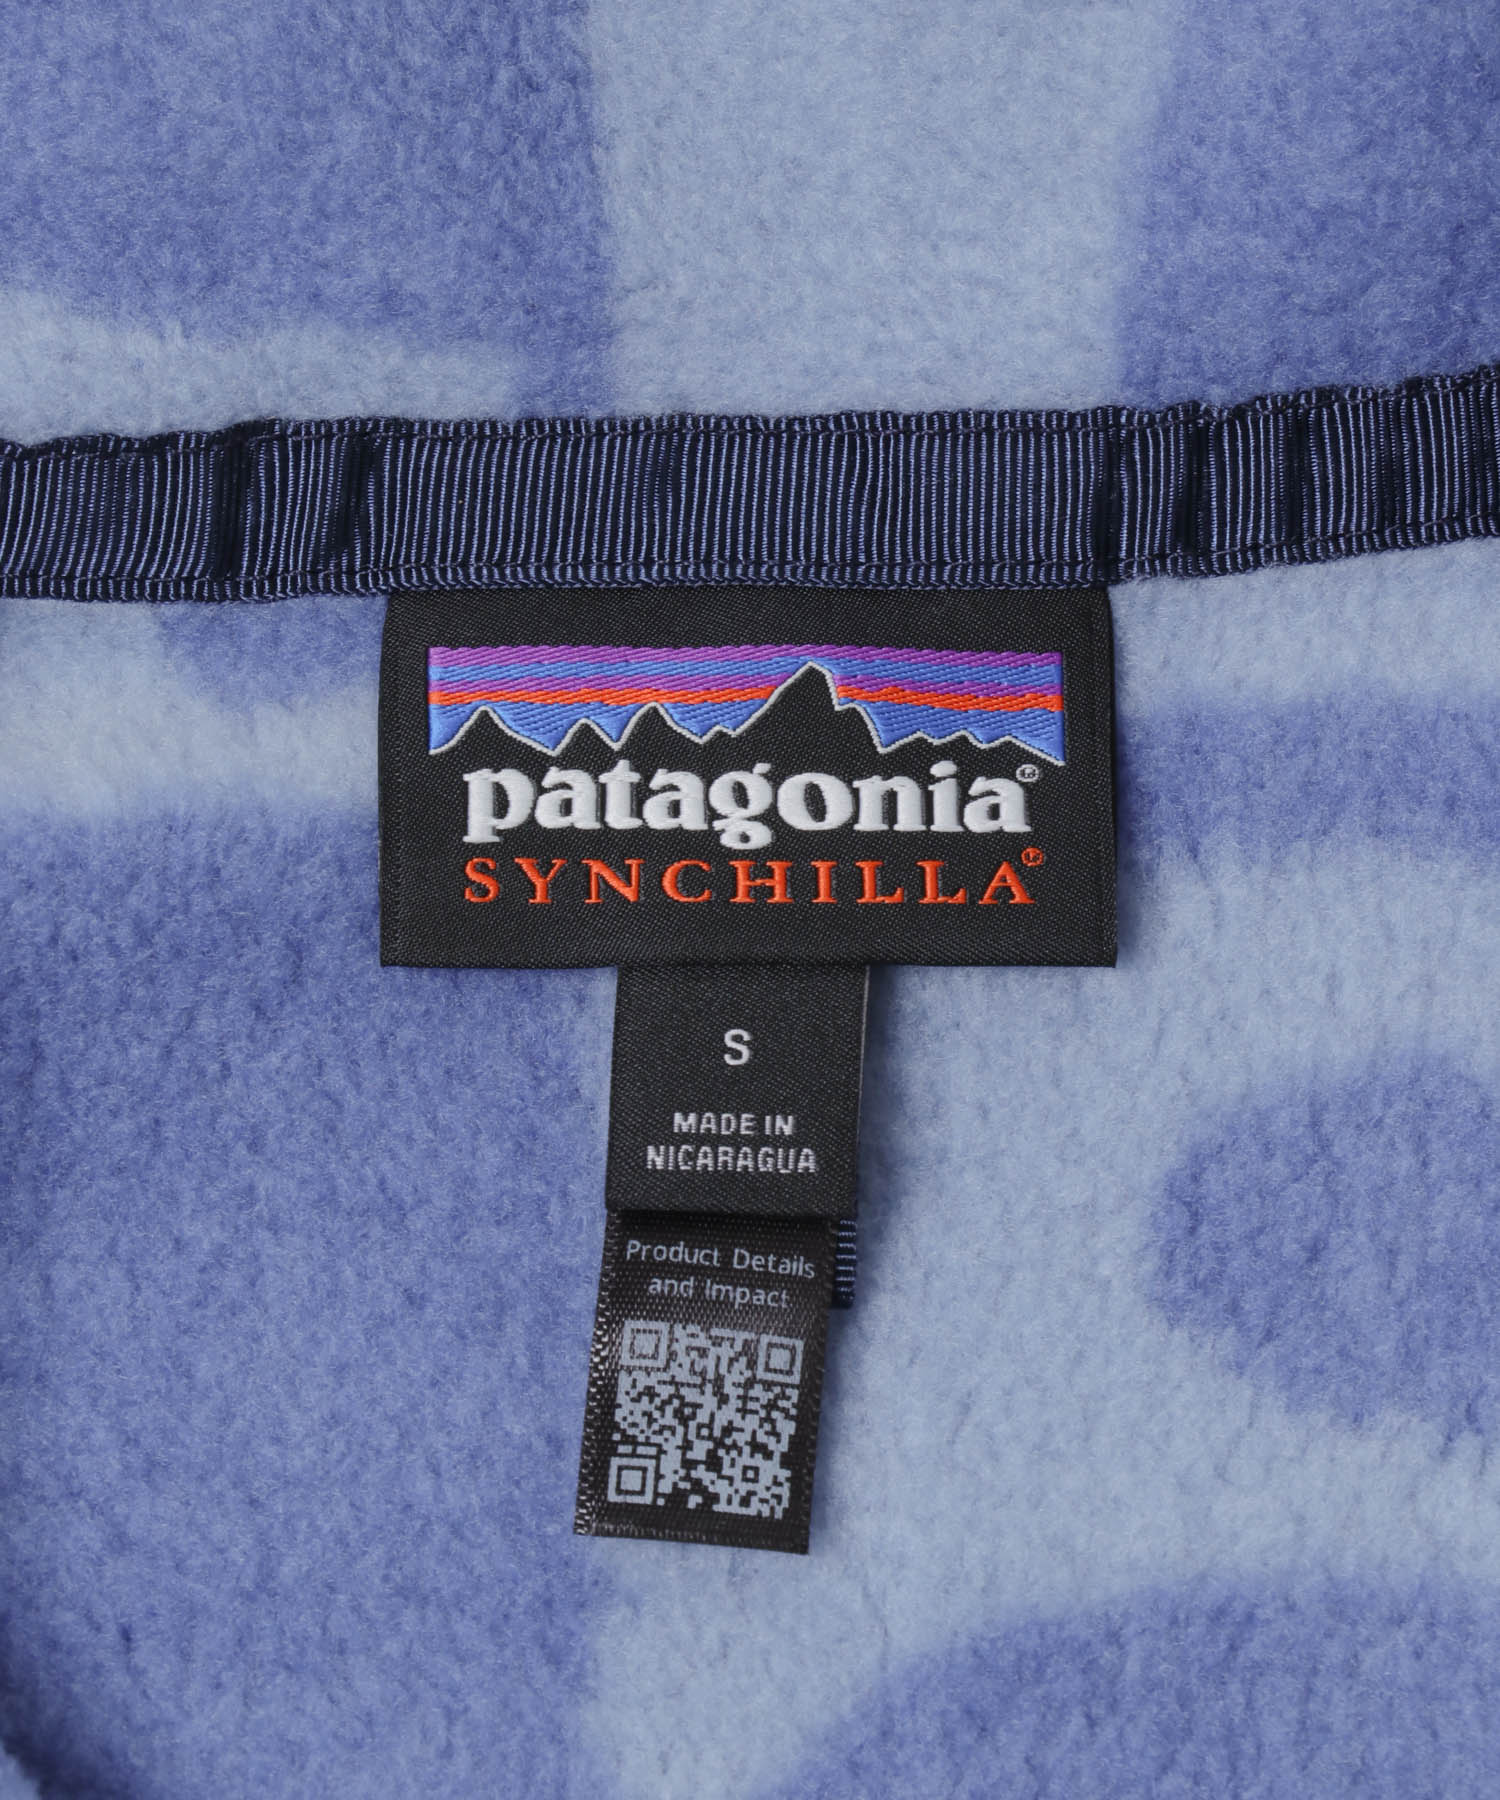 patagonia®
SYNCHILLA®
S
MADE IN
NICARAGUA
Product Details
and Impact